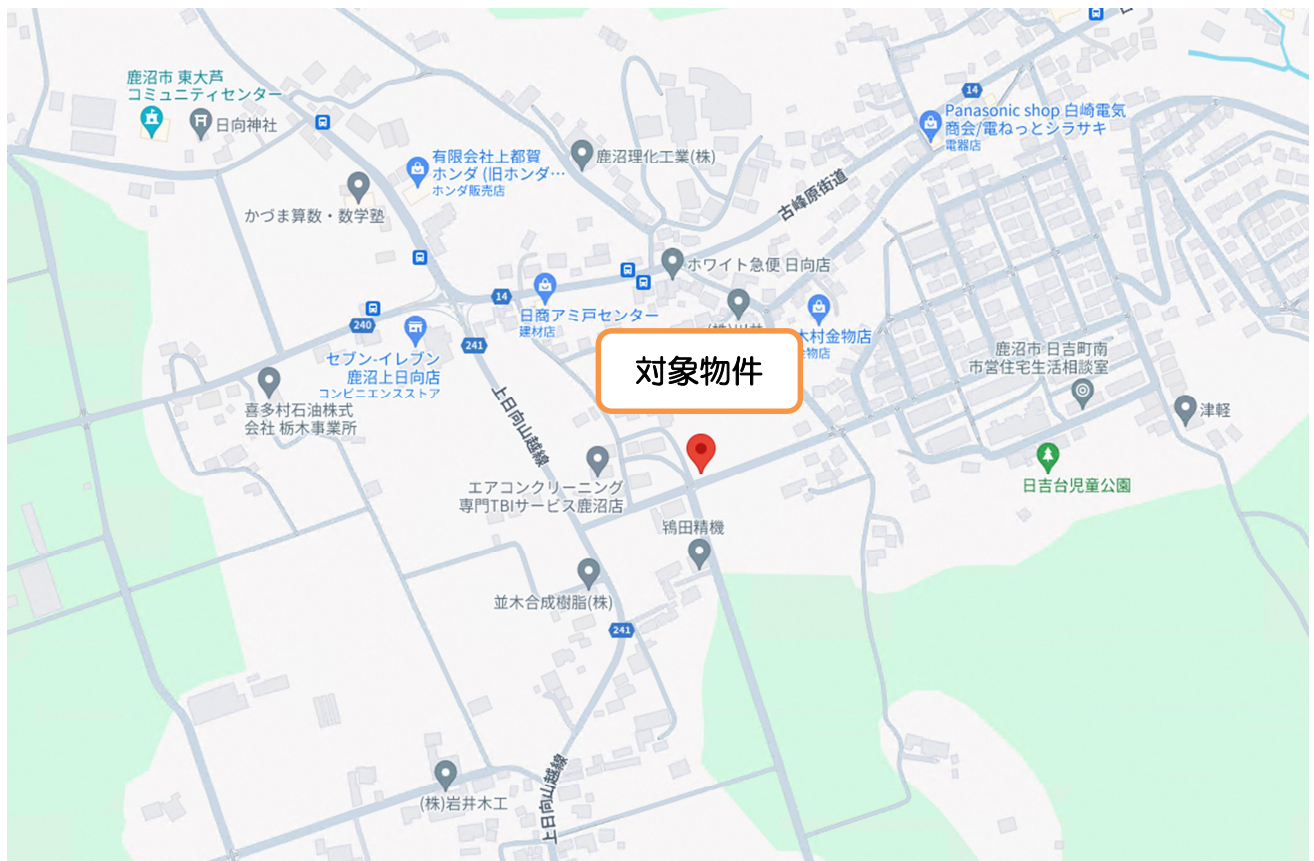 鹿沼市 東大芦
コミュニティセンター
日向神社
14
Panasonic shop 白崎電気
商会/電ねっとシラサキ
電器店
有限会社上都賀
ホンダ (旧ホンダ…
ホンダ販売店
鹿沼理化工業(株)
かづま算数・数学塾
古峰原街道
ホワイト急便 日向店
14
日商アミ戸センター
建材店
240
241
木村金物店
セブン-イレブン
鹿沼上日向店
コンビニエンスストア
対象物件
鹿沼市 日吉町南
市営住宅生活相談室
喜多村石油株式
会社 栃木事業所
津軽
上日向山越線
エアコンクリーニング
専門TBIサービス鹿沼店
日吉台児童公園
鴇田精機
並木合成樹脂(株)
241
上日向山越線
(株)岩井木工